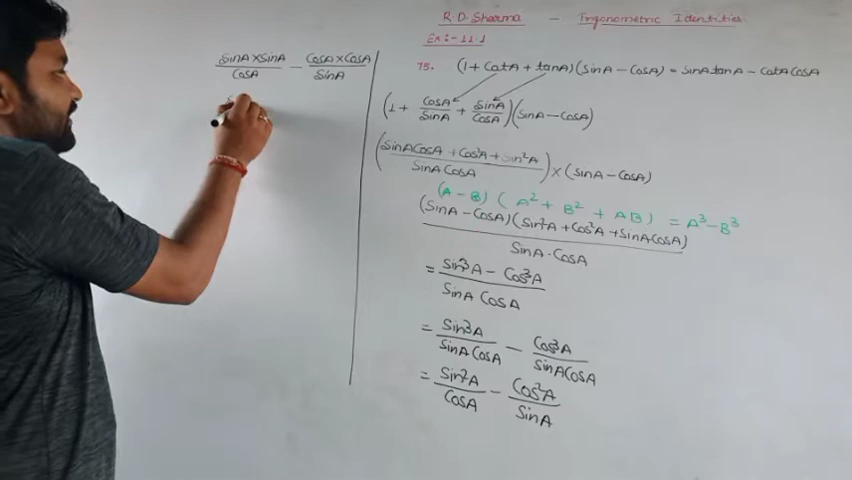 R.D. Sharma - Trigonometric Identities
Ex:- 11.1
75. (1 + CotA + tanA)(SinA - CosA) = SinA tanA - CotA CosA
(1 + CosA/SinA + SinA/CosA)(SinA - CosA)
((SinA CosA + Cos²A + Sin²A)/(SinA CosA)) × (SinA - CosA)
(A - B) (A² + B² + AB) = A³ - B³
(SinA - CosA)(Sin²A + Cos²A + SinA CosA)/(SinA · CosA)
= (Sin³A - Cos³A)/(SinA CosA)
= Sin³A/(SinA CosA) - Cos³A/(SinA CosA)
= Sin²A/CosA - Cos²A/SinA
(SinA × SinA)/CosA - (CosA × CosA)/SinA